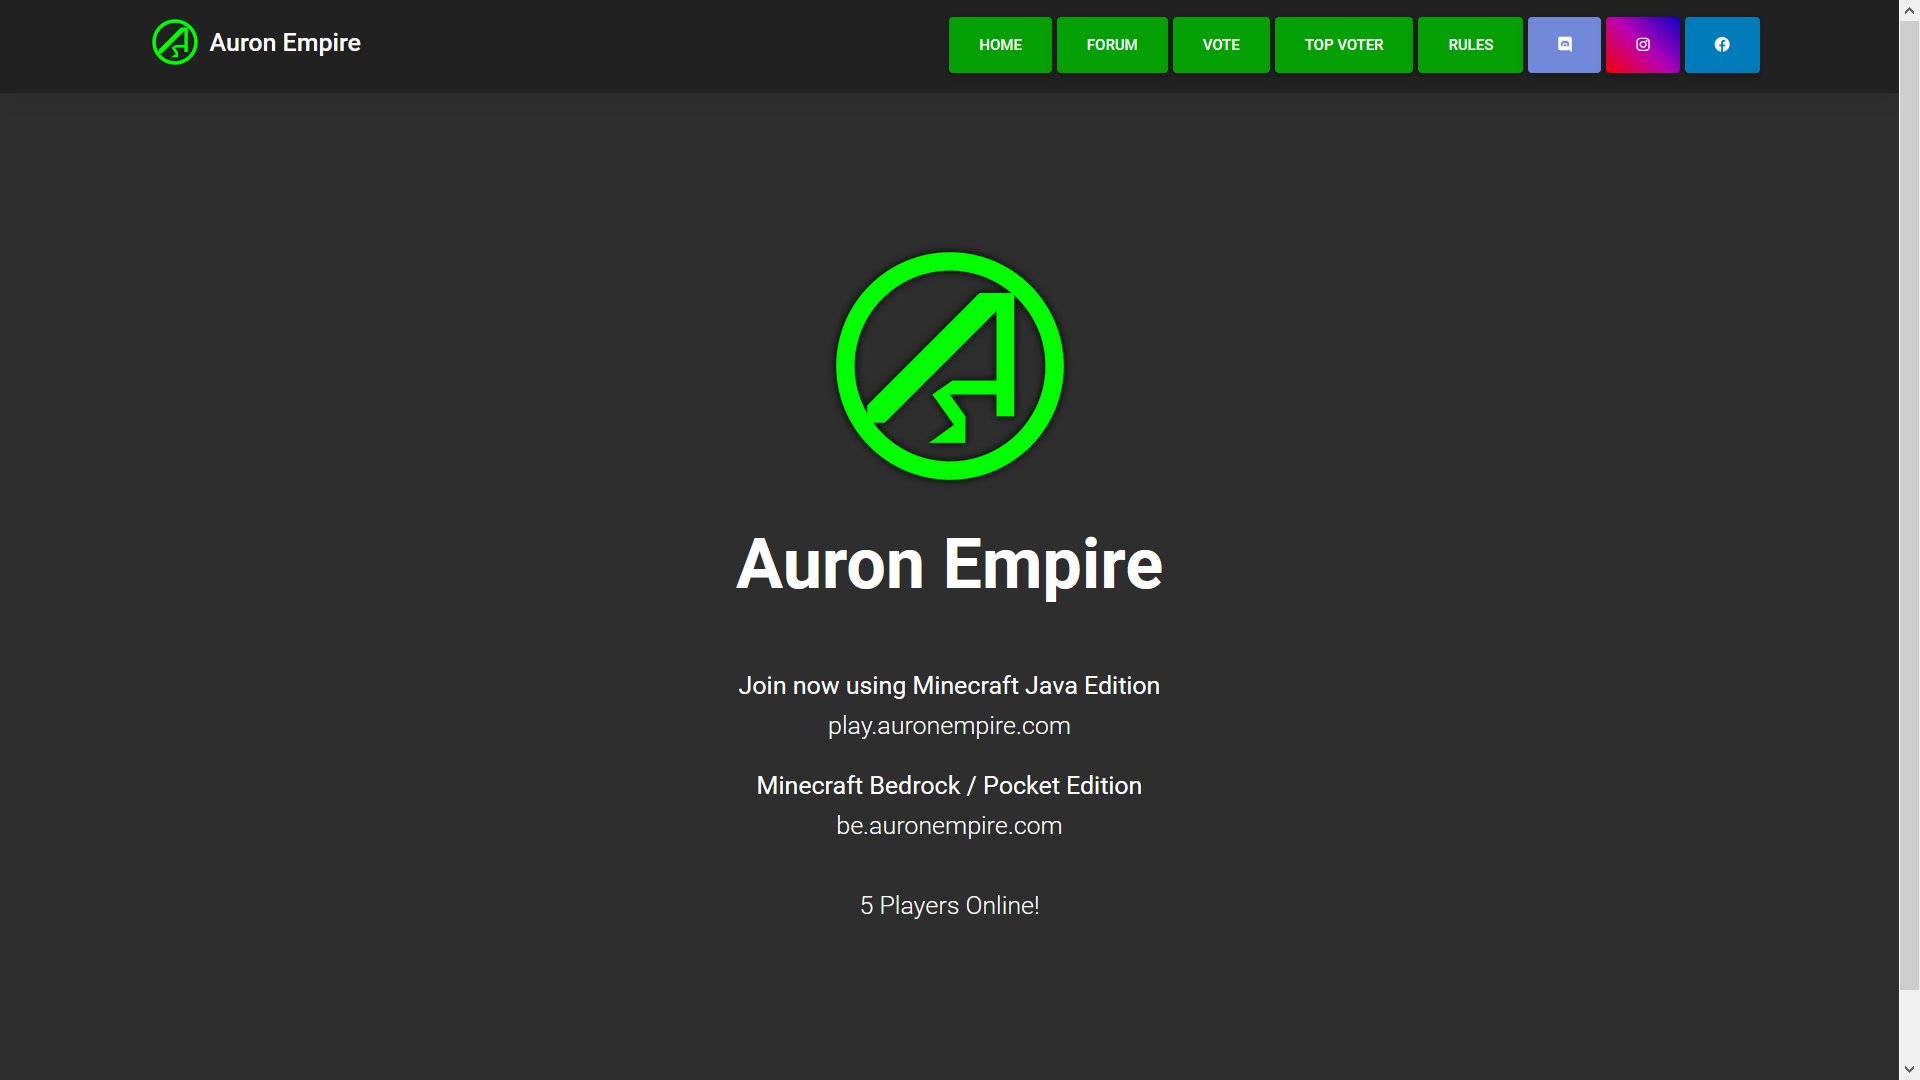 Auron Empire
HOME
FORUM
VOTE
TOP VOTER
RULES
Auron Empire
Join now using Minecraft Java Edition
play.auronempire.com
Minecraft Bedrock / Pocket Edition
be.auronempire.com
5 Players Online!